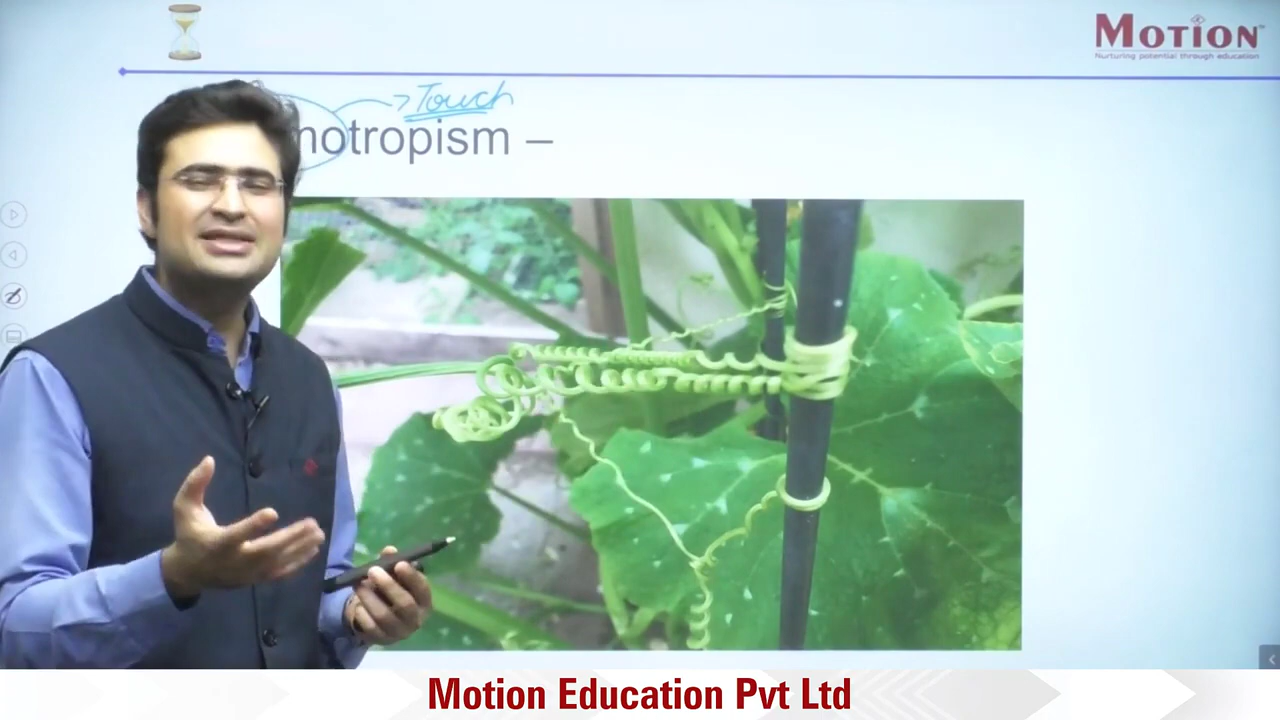 MOTION
Nurturing potential through education
Touch
motropism –
Motion Education Pvt Ltd